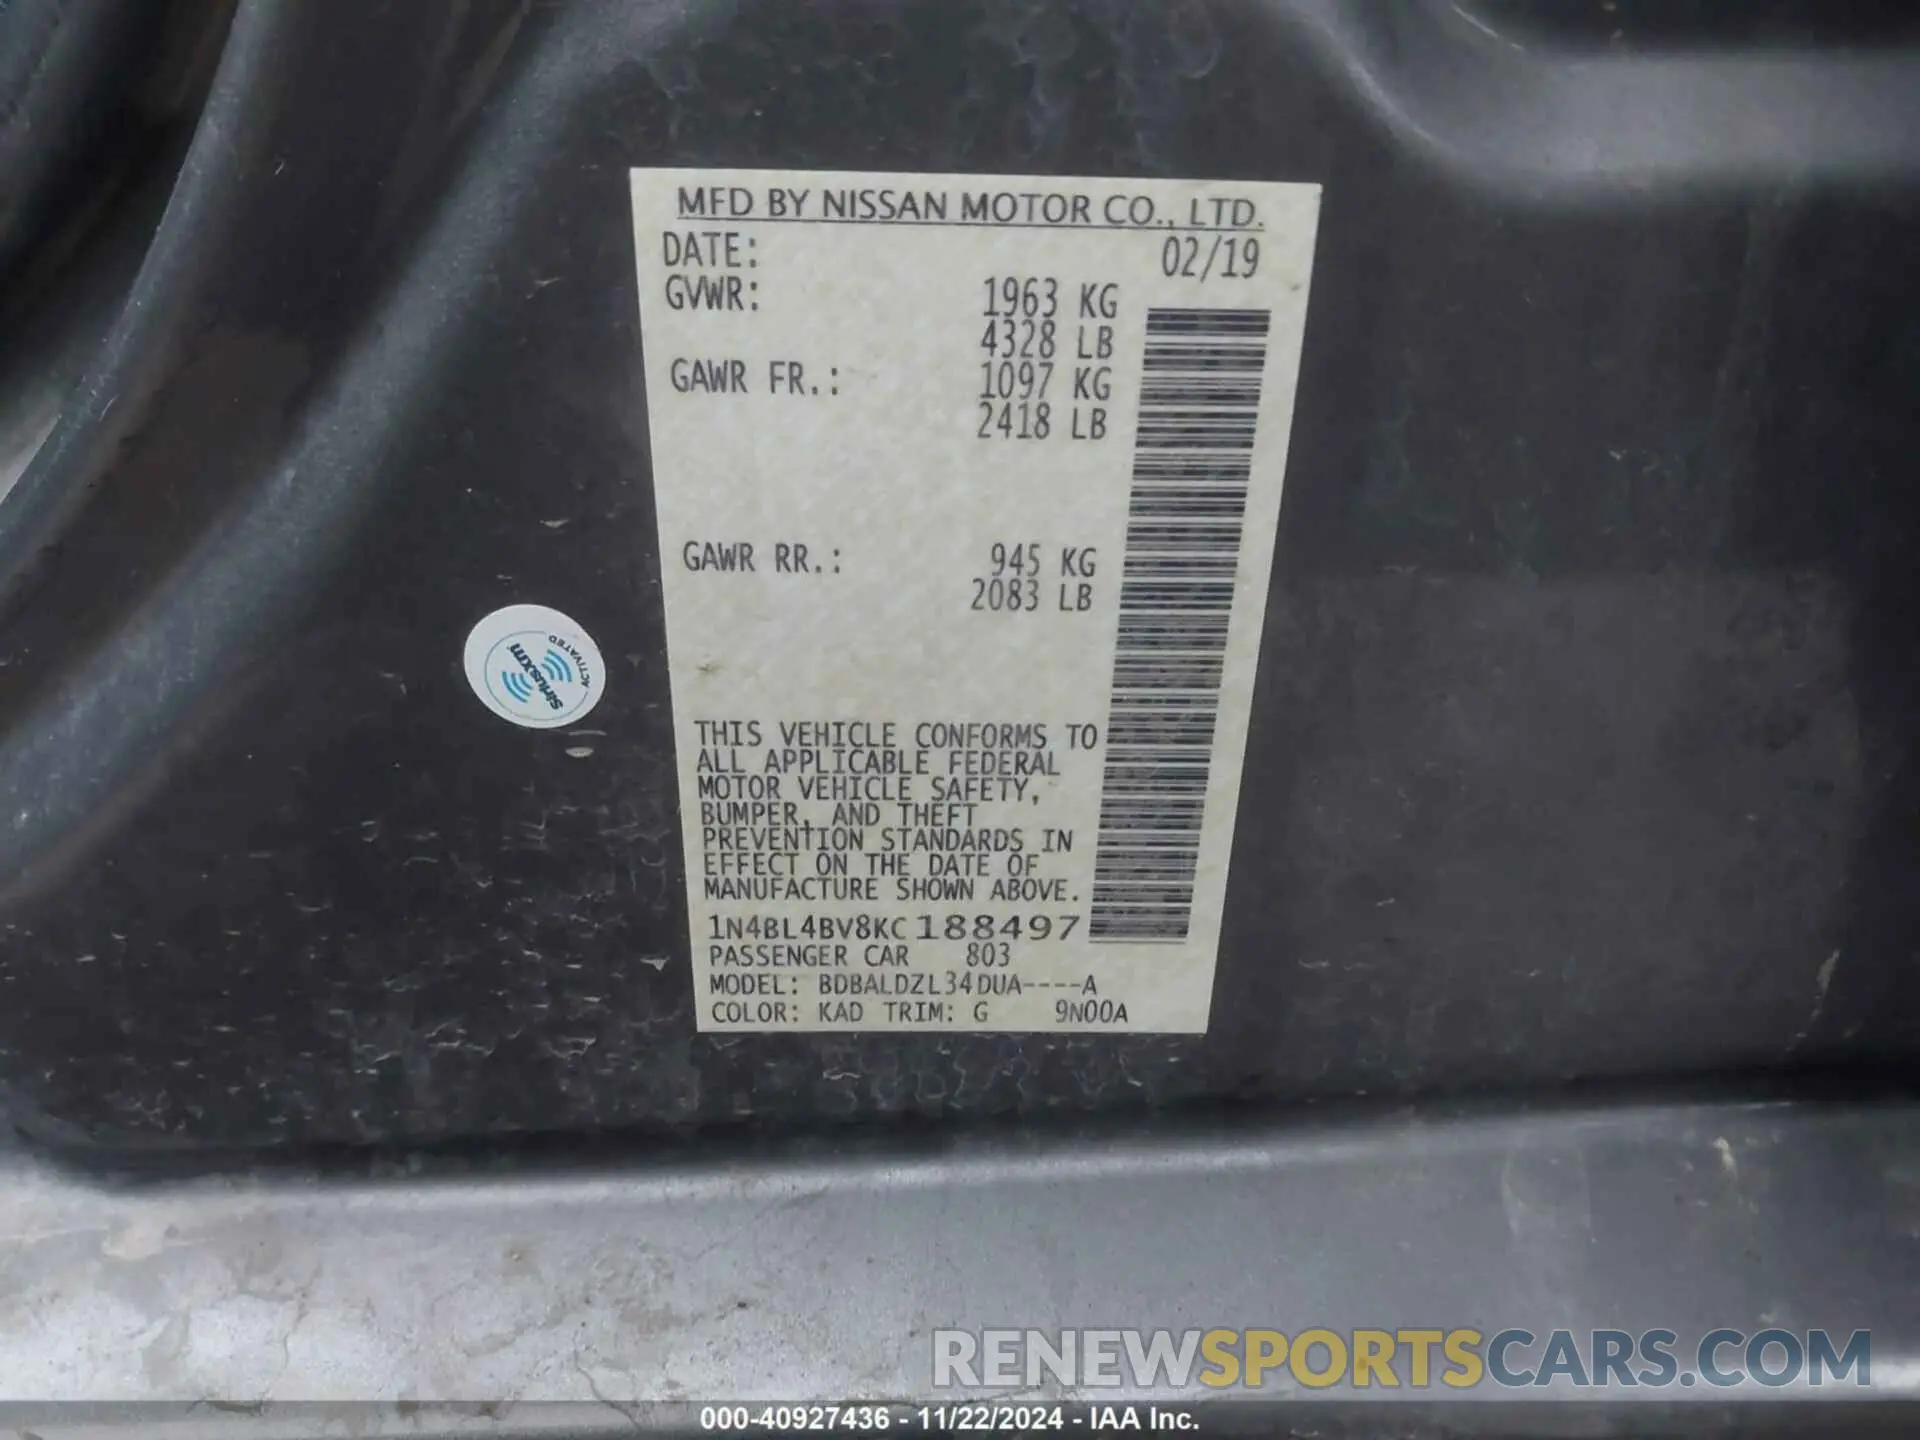 MFD BY NISSAN MOTOR CO., LTD.
DATE: 02/19
GVWR: 1963 KG
4328 LB
GAWR FR.: 1097 KG
2418 LB
GAWR RR.: 945 KG
2083 LB
siriusxm
ACTIVATED
THIS VEHICLE CONFORMS TO
ALL APPLICABLE FEDERAL
MOTOR VEHICLE SAFETY,
BUMPER, AND THEFT
PREVENTION STANDARDS IN
EFFECT ON THE DATE OF
MANUFACTURE SHOWN ABOVE.
1N4BL4BV8KC188497
PASSENGER CAR 803
MODEL: BDBALDZL34DUA----A
COLOR: KAD TRIM: G 9N00A
RENEWSPORTSCARS.COM
000-40927436 - 11/22/2024 - IAA Inc.